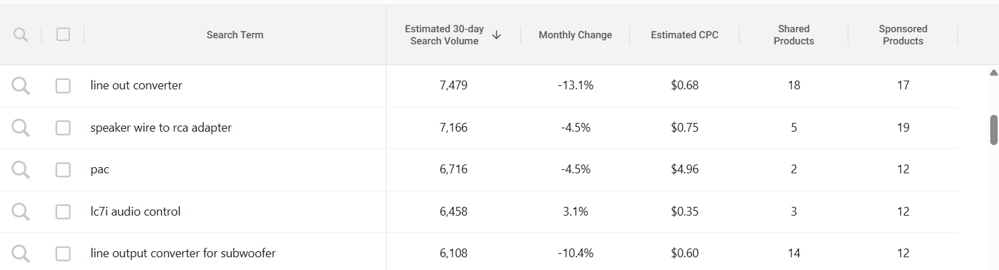 Search Term Estimated 30-day Search Volume Monthly Change Estimated CPC Shared Products Sponsored Products
line out converter 7,479 -13.1% $0.68 18 17
speaker wire to rca adapter 7,166 -4.5% $0.75 5 19
pac 6,716 -4.5% $4.96 2 12
lc7i audio control 6,458 3.1% $0.35 3 12
line output converter for subwoofer 6,108 -10.4% $0.60 14 12